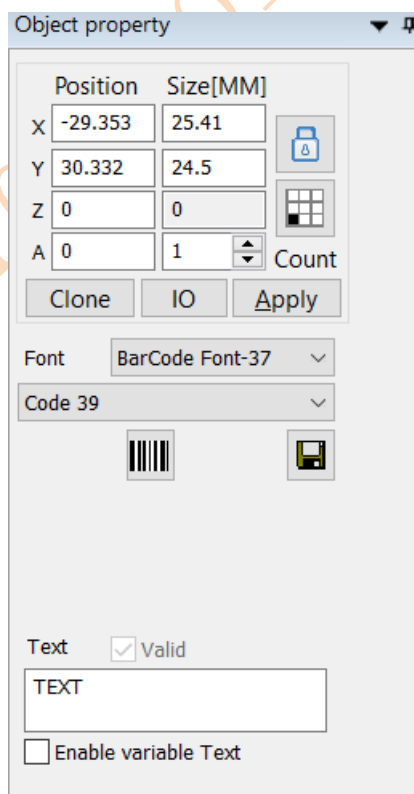 Object property
Position Size[MM]
X -29.353 25.41
Y 30.332 24.5
Z 0 0
A 0 1 Count
Clone IO Apply
Font BarCode Font-37
Code 39
Text Valid
TEXT
Enable variable Text